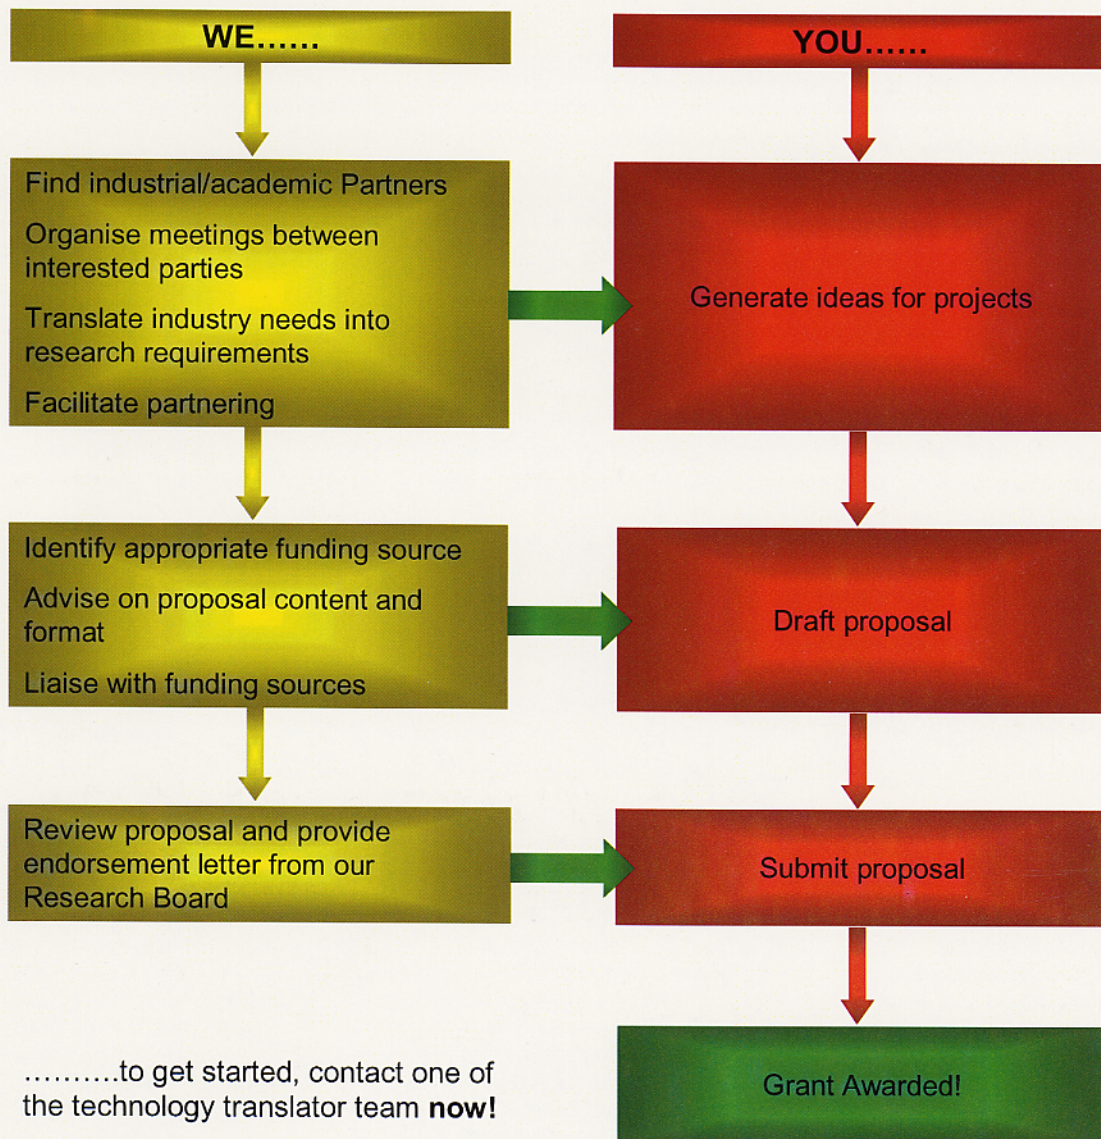 WE......
YOU......
Find industrial/academic Partners
Organise meetings between
interested parties
Translate industry needs into
research requirements
Facilitate partnering
Generate ideas for projects
Identify appropriate funding source
Advise on proposal content and
format
Liaise with funding sources
Draft proposal
Review proposal and provide
endorsement letter from our
Research Board
Submit proposal
..........to get started, contact one of
the technology translator team now!
Grant Awarded!